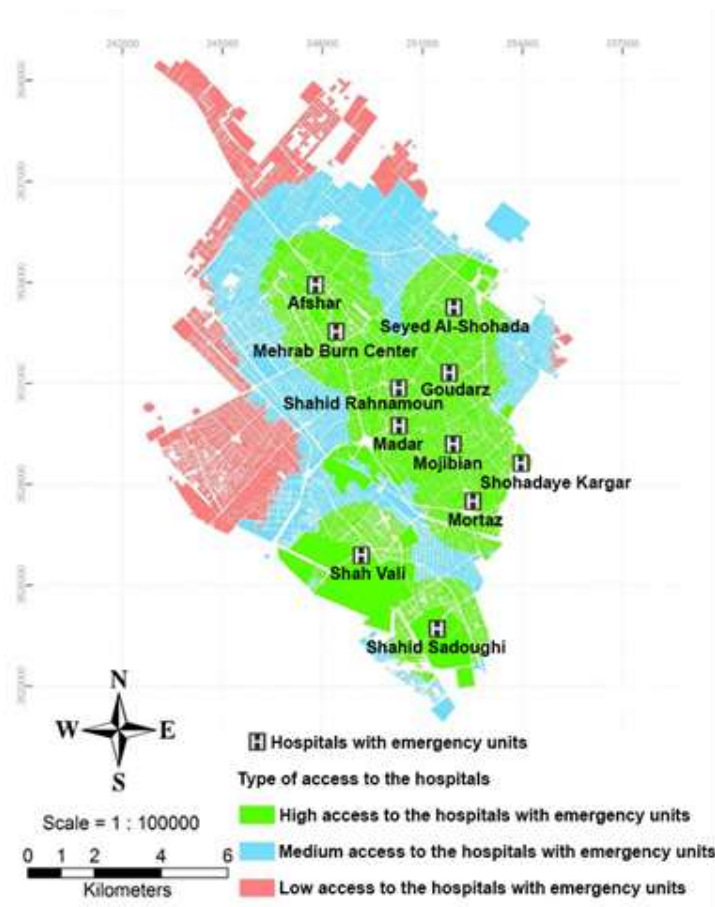 Afshar
Seyed Al-Shohada
Mehrab Burn Center
Goudarz
Shahid Rahnamoun
Madar
Mojibian
Shohadaye Kargar
Mortaz
Shah Vali
Shahid Sadoughi
N
W E
S
H Hospitals with emergency units
Type of access to the hospitals
Scale = 1 : 100000
High access to the hospitals with emergency units
Medium access to the hospitals with emergency units
0 1 2 4 6
Kilometers
Low access to the hospitals with emergency units